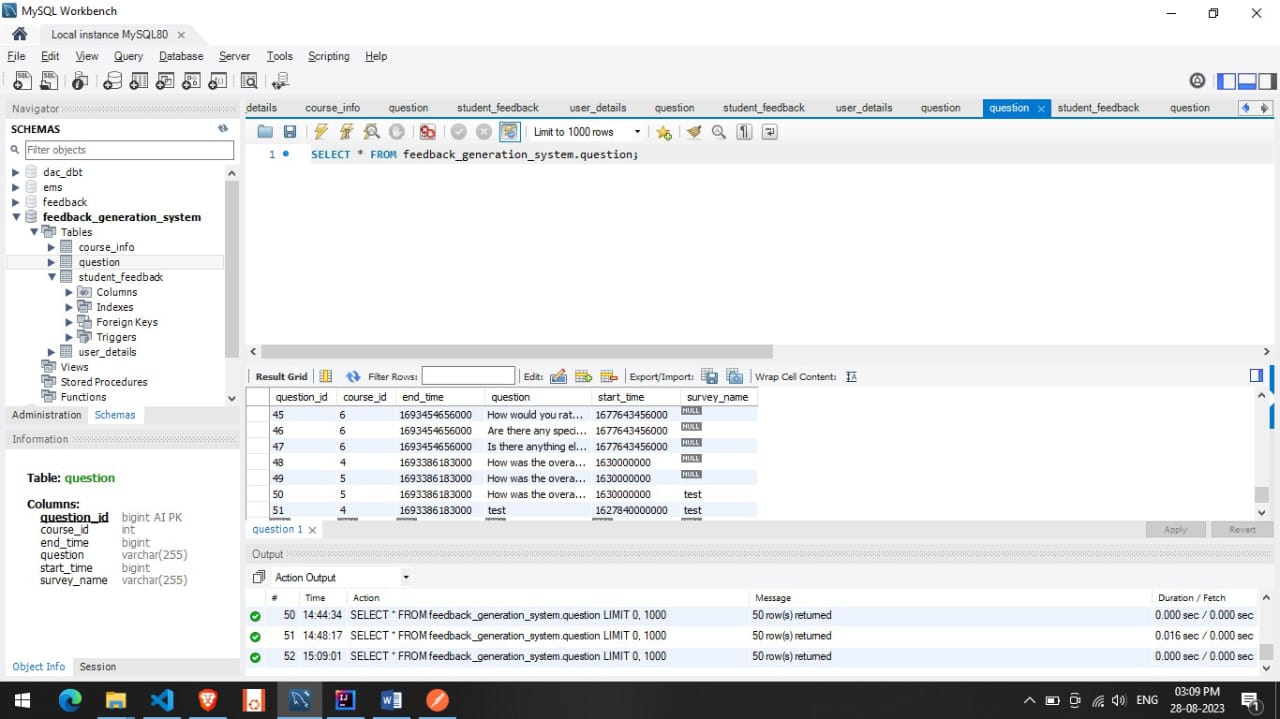 MySQL Workbench
Local instance MySQL80
File Edit View Query Database Server Tools Scripting Help
Navigator
SCHEMAS
Filter objects
dac_dbt
ems
feedback
feedback_generation_system
Tables
course_info
question
student_feedback
Columns
Indexes
Foreign Keys
Triggers
user_details
Views
Stored Procedures
Functions
Administration Schemas
Information
Table: question
Columns:
question_id bigint AI PK
course_id int
end_time bigint
question varchar(255)
start_time bigint
survey_name varchar(255)
Object Info Session
details course_info question student_feedback user_details question student_feedback user_details question question student_feedback question
Limit to 1000 rows
1 SELECT * FROM feedback_generation_system.question;
Result Grid Filter Rows: Edit: Export/Import: Wrap Cell Content:
question_id course_id end_time question start_time survey_name
45 6 1693454656000 How would you rat... 1677643456000 NULL
46 6 1693454656000 Are there any speci... 1677643456000 NULL
47 6 1693454656000 Is there anything el... 1677643456000 NULL
48 4 1693386183000 How was the overa... 1630000000 NULL
49 5 1693386183000 How was the overa... 1630000000 NULL
50 5 1693386183000 How was the overa... 1630000000 test
51 4 1693386183000 test 1627840000000 test
question 1 Apply Revert
Output
Action Output
# Time Action Message Duration / Fetch
50 14:44:34 SELECT * FROM feedback_generation_system.question LIMIT 0, 1000 50 row(s) returned 0.000 sec / 0.000 sec
51 14:48:17 SELECT * FROM feedback_generation_system.question LIMIT 0, 1000 50 row(s) returned 0.016 sec / 0.000 sec
52 15:09:01 SELECT * FROM feedback_generation_system.question LIMIT 0, 1000 50 row(s) returned 0.000 sec / 0.000 sec
ENG 03:09 PM
28-08-2023
1